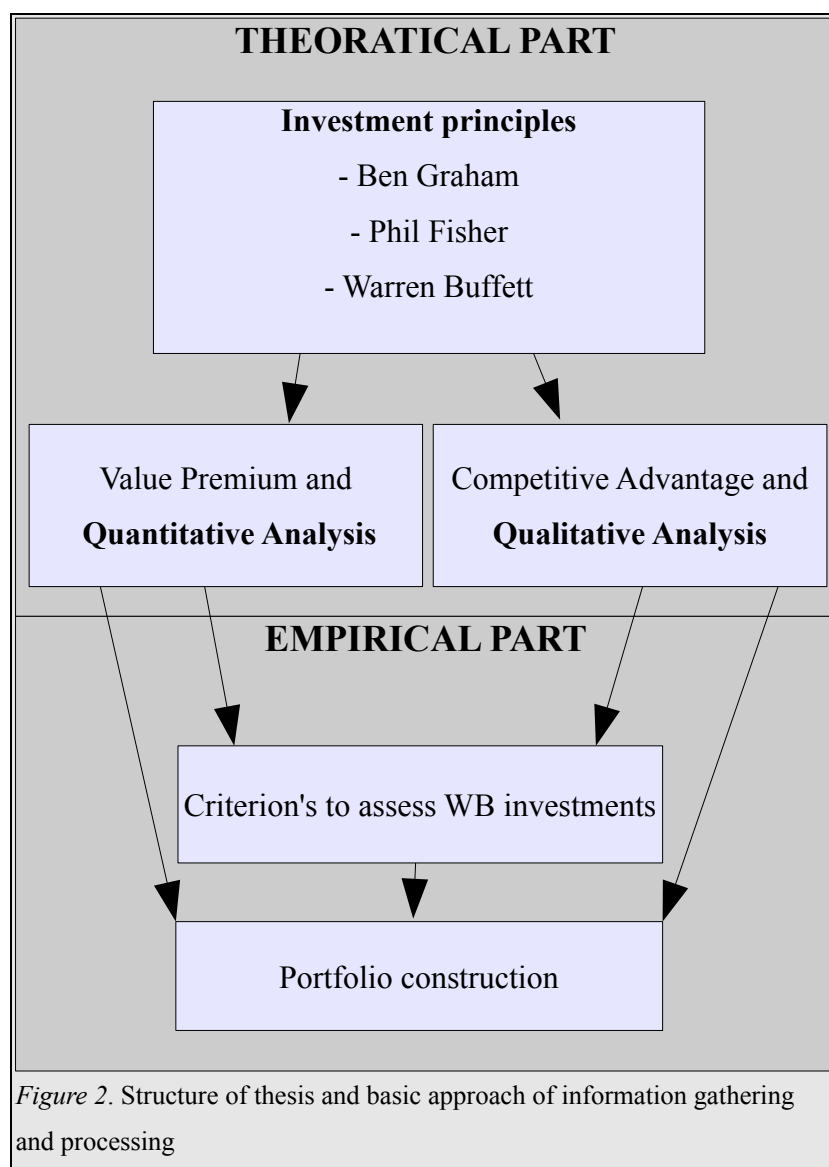 THEORATICAL PART
Investment principles
- Ben Graham
- Phil Fisher
- Warren Buffett
Value Premium and
Quantitative Analysis
Competitive Advantage and
Qualitative Analysis
EMPIRICAL PART
Criterion's to assess WB investments
Portfolio construction
Figure 2. Structure of thesis and basic approach of information gathering
and processing